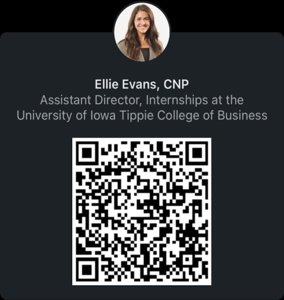 Ellie Evans, CNP
Assistant Director, Internships at the
University of Iowa Tippie College of Business